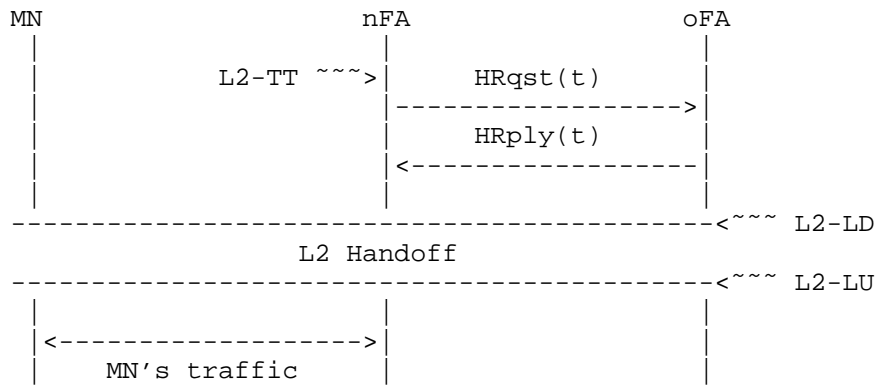 MN nFA oFA
L2-TT ~~~> HRqst(t)
HRply(t)
<~~~ L2-LD
L2 Handoff
<~~~ L2-LU
MN's traffic